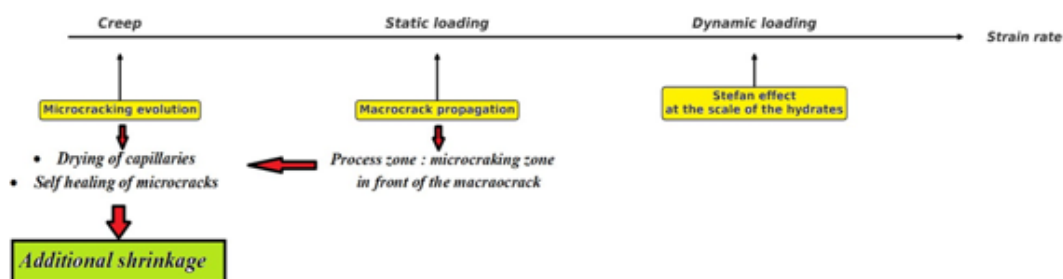 Creep
Static loading
Dynamic loading
Strain rate
Microcracking evolution
Macrocrack propagation
Stefan effect
at the scale of the hydrates
• Drying of capillaries
• Self healing of microcracks
Process zone : microcraking zone
in front of the macraocrack
Additional shrinkage